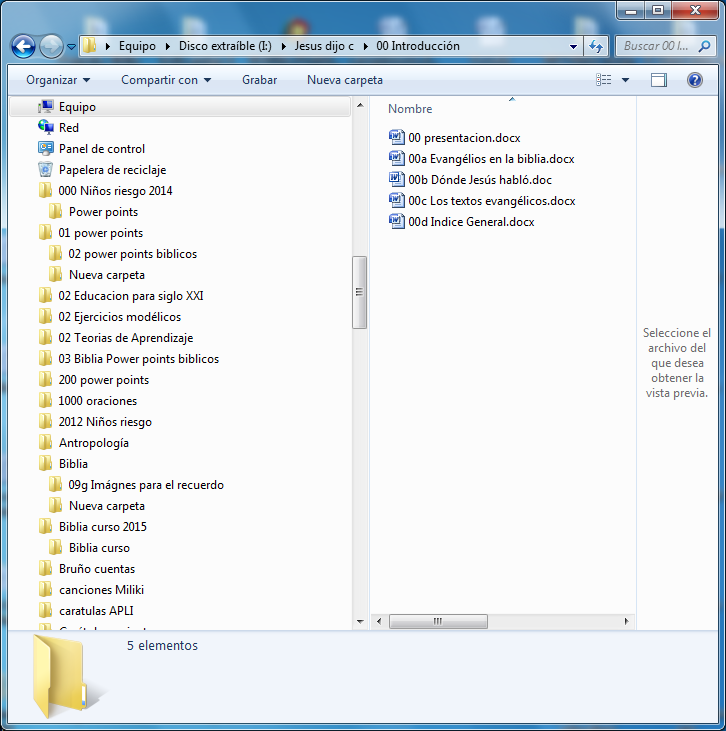 Equipo Disco extraíble (I:) Jesus dijo c 00 Introducción
Buscar 00 I...
Organizar Compartir con Grabar Nueva carpeta
Equipo
Red
Panel de control
Papelera de reciclaje
000 Niños riesgo 2014
Power points
01 power points
02 power points biblicos
Nueva carpeta
02 Educacion para siglo XXI
02 Ejercicios modélicos
02 Teorias de Aprendizaje
03 Biblia Power points biblicos
200 power points
1000 oraciones
2012 Niños riesgo
Antropología
Biblia
09g Imágnes para el recuerdo
Nueva carpeta
Biblia curso 2015
Biblia curso
Bruño cuentas
canciones Miliki
caratulas APLI
Nombre
00 presentacion.docx
00a Evangélios en la biblia.docx
00b Dónde Jesús habló.doc
00c Los textos evangélicos.docx
00d Indice General.docx
Seleccione el
archivo del
que desea
obtener la
vista previa.
5 elementos